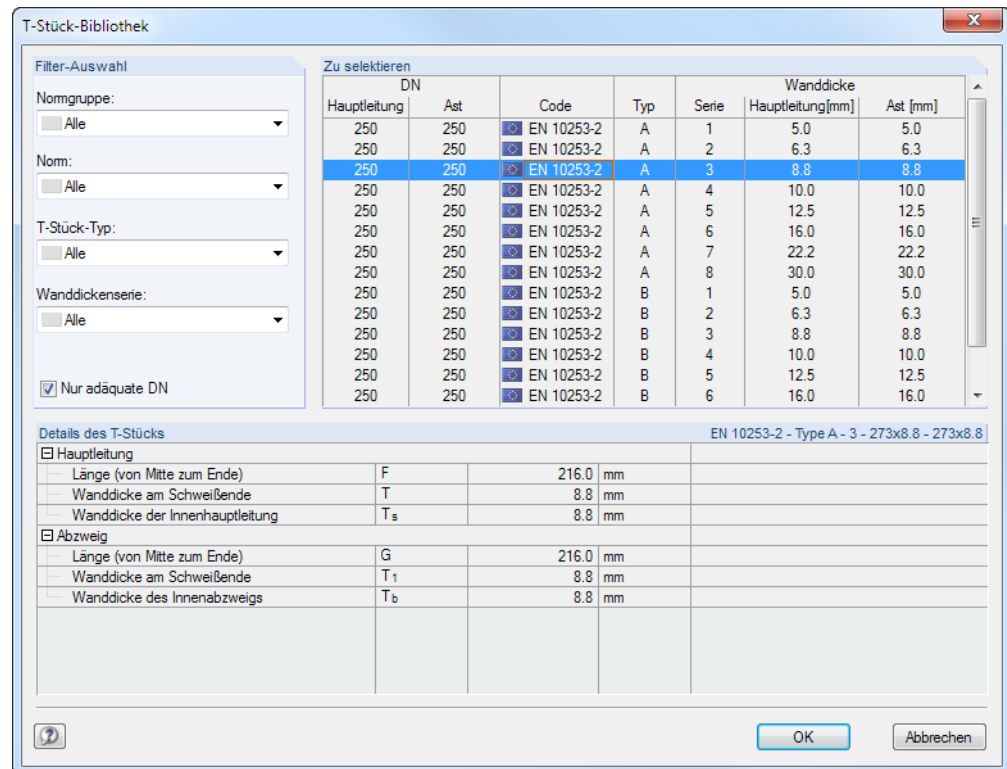 T-Stück-Bibliothek
Filter-Auswahl
Normgruppe:
Alle
Norm:
Alle
T-Stück-Typ:
Alle
Wanddickenserie:
Alle
Nur adäquate DN
Zu selektieren
DN Wanddicke
Hauptleitung Ast Code Typ Serie Hauptleitung[mm] Ast [mm]
250 250 EN 10253-2 A 1 5.0 5.0
250 250 EN 10253-2 A 2 6.3 6.3
250 250 EN 10253-2 A 3 8.8 8.8
250 250 EN 10253-2 A 4 10.0 10.0
250 250 EN 10253-2 A 5 12.5 12.5
250 250 EN 10253-2 A 6 16.0 16.0
250 250 EN 10253-2 A 7 22.2 22.2
250 250 EN 10253-2 A 8 30.0 30.0
250 250 EN 10253-2 B 1 5.0 5.0
250 250 EN 10253-2 B 2 6.3 6.3
250 250 EN 10253-2 B 3 8.8 8.8
250 250 EN 10253-2 B 4 10.0 10.0
250 250 EN 10253-2 B 5 12.5 12.5
250 250 EN 10253-2 B 6 16.0 16.0
Details des T-Stücks EN 10253-2 - Type A - 3 - 273x8.8 - 273x8.8
Hauptleitung
Länge (von Mitte zum Ende) F 216.0 mm
Wanddicke am Schweißende T 8.8 mm
Wanddicke der Innenhauptleitung Ts 8.8 mm
Abzweig
Länge (von Mitte zum Ende) G 216.0 mm
Wanddicke am Schweißende T1 8.8 mm
Wanddicke des Innenabzweigs Tb 8.8 mm
OK Abbrechen